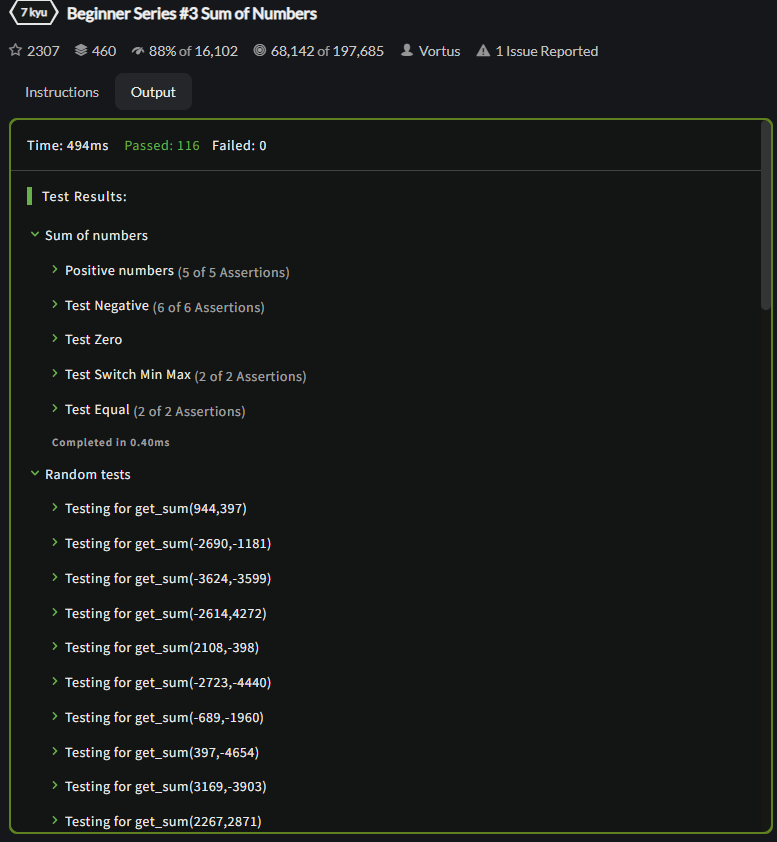 7 kyu Beginner Series #3 Sum of Numbers
2307 460 88% of 16,102 68,142 of 197,685 Vortus 1 Issue Reported
Instructions Output
Time: 494ms Passed: 116 Failed: 0
Test Results:
Sum of numbers
Positive numbers (5 of 5 Assertions)
Test Negative (6 of 6 Assertions)
Test Zero
Test Switch Min Max (2 of 2 Assertions)
Test Equal (2 of 2 Assertions)
Completed in 0.40ms
Random tests
Testing for get_sum(944,397)
Testing for get_sum(-2690,-1181)
Testing for get_sum(-3624,-3599)
Testing for get_sum(-2614,4272)
Testing for get_sum(2108,-398)
Testing for get_sum(-2723,-4440)
Testing for get_sum(-689,-1960)
Testing for get_sum(397,-4654)
Testing for get_sum(3169,-3903)
Testing for get_sum(2267,2871)